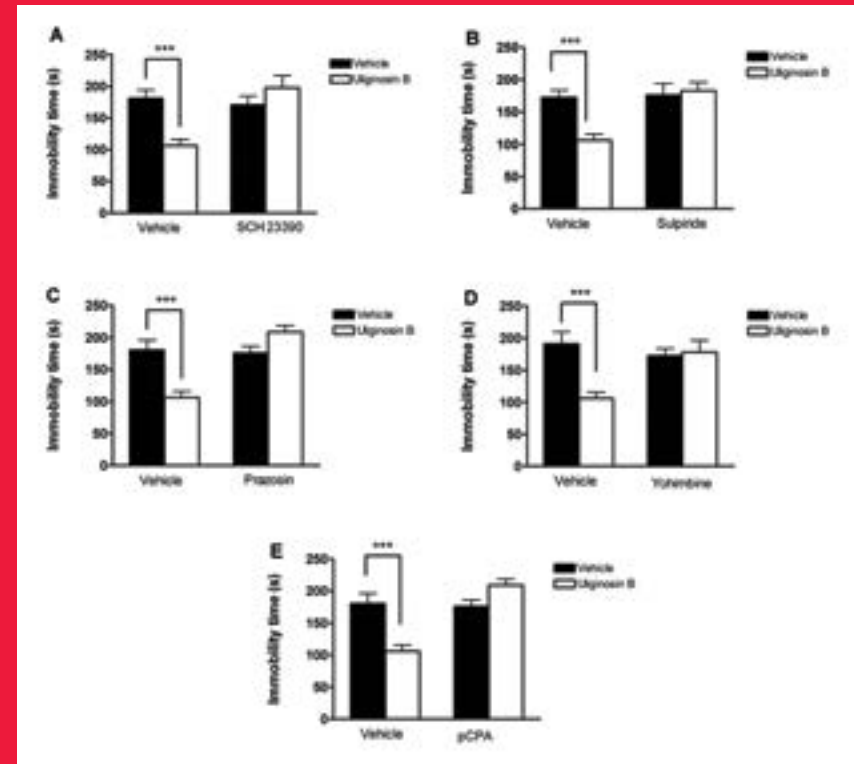 A
Immobility time (s)
250
200
150
100
50
0
***
Vehicle
SCH 23390
Vehicle
Uliginosin B
B
Immobility time (s)
250
200
150
100
50
0
***
Vehicle
Sulpiride
Vehicle
Uliginosin B
C
Immobility time (s)
250
200
150
100
50
0
***
Vehicle
Prazosin
Vehicle
Uliginosin B
D
Immobility time (s)
250
200
150
100
50
0
***
Vehicle
Yohimbine
Vehicle
Uliginosin B
E
Immobility time (s)
250
200
150
100
50
0
***
Vehicle
pCPA
Vehicle
Uliginosin B